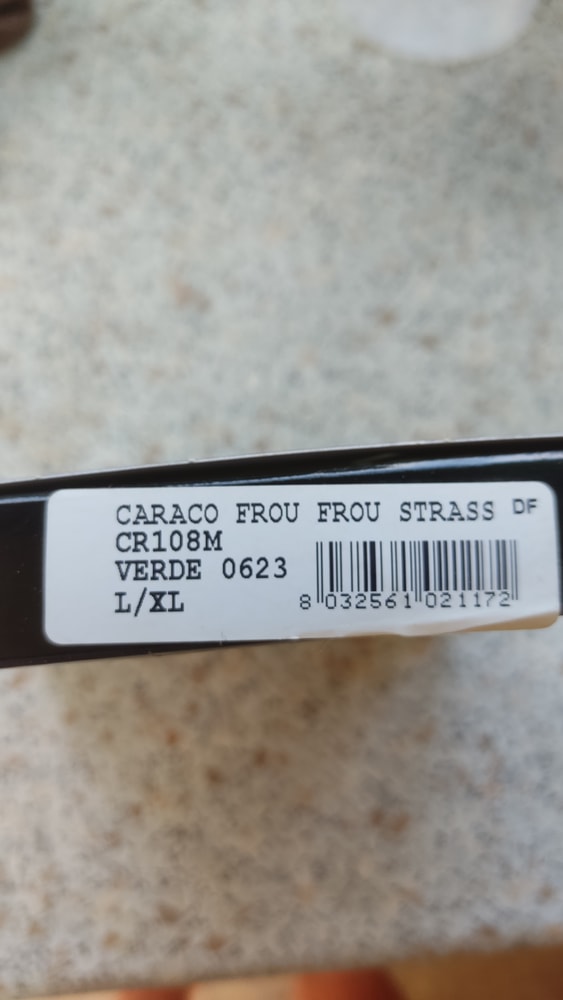 CARACO FROU FROU STRASS DF
CR108M
VERDE 0623
L/XL
8 032561 021172